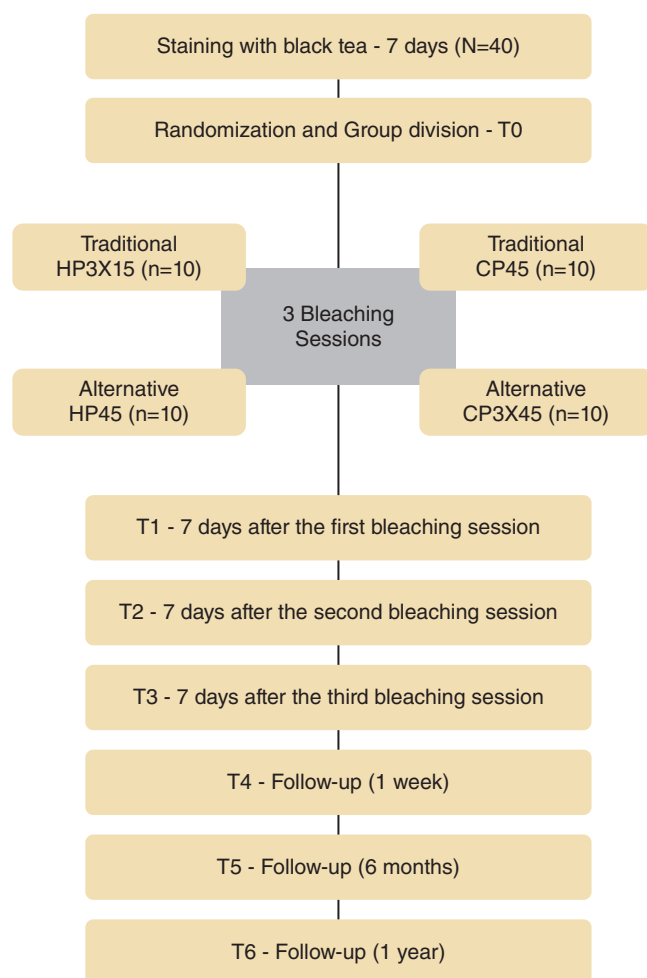 Staining with black tea - 7 days (N=40)
Randomization and Group division - T0
Traditional
HP3X15 (n=10)
Traditional
CP45 (n=10)
3 Bleaching
Sessions
Alternative
HP45 (n=10)
Alternative
CP3X45 (n=10)
T1 - 7 days after the first bleaching session
T2 - 7 days after the second bleaching session
T3 - 7 days after the third bleaching session
T4 - Follow-up (1 week)
T5 - Follow-up (6 months)
T6 - Follow-up (1 year)